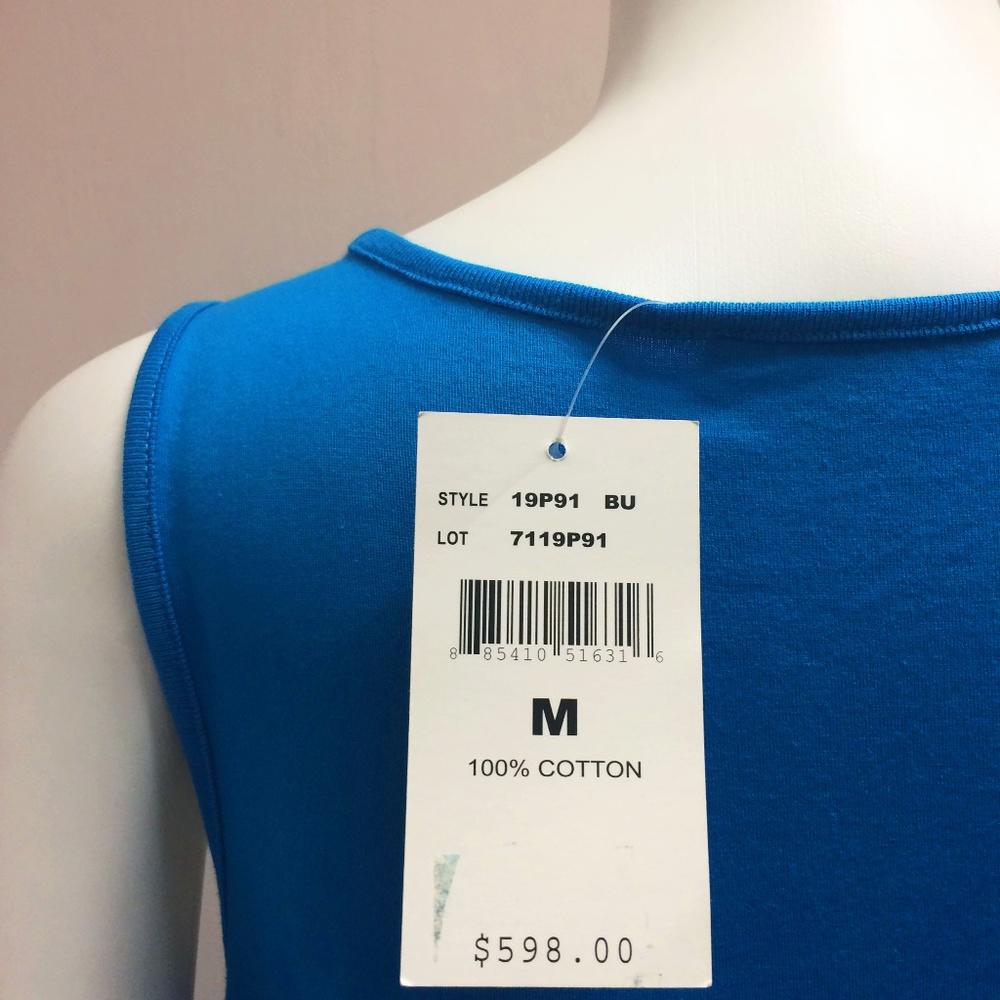 STYLE 19P91 BU
LOT 7119P91
8 85410 51631 6
M
100% COTTON
$598.00